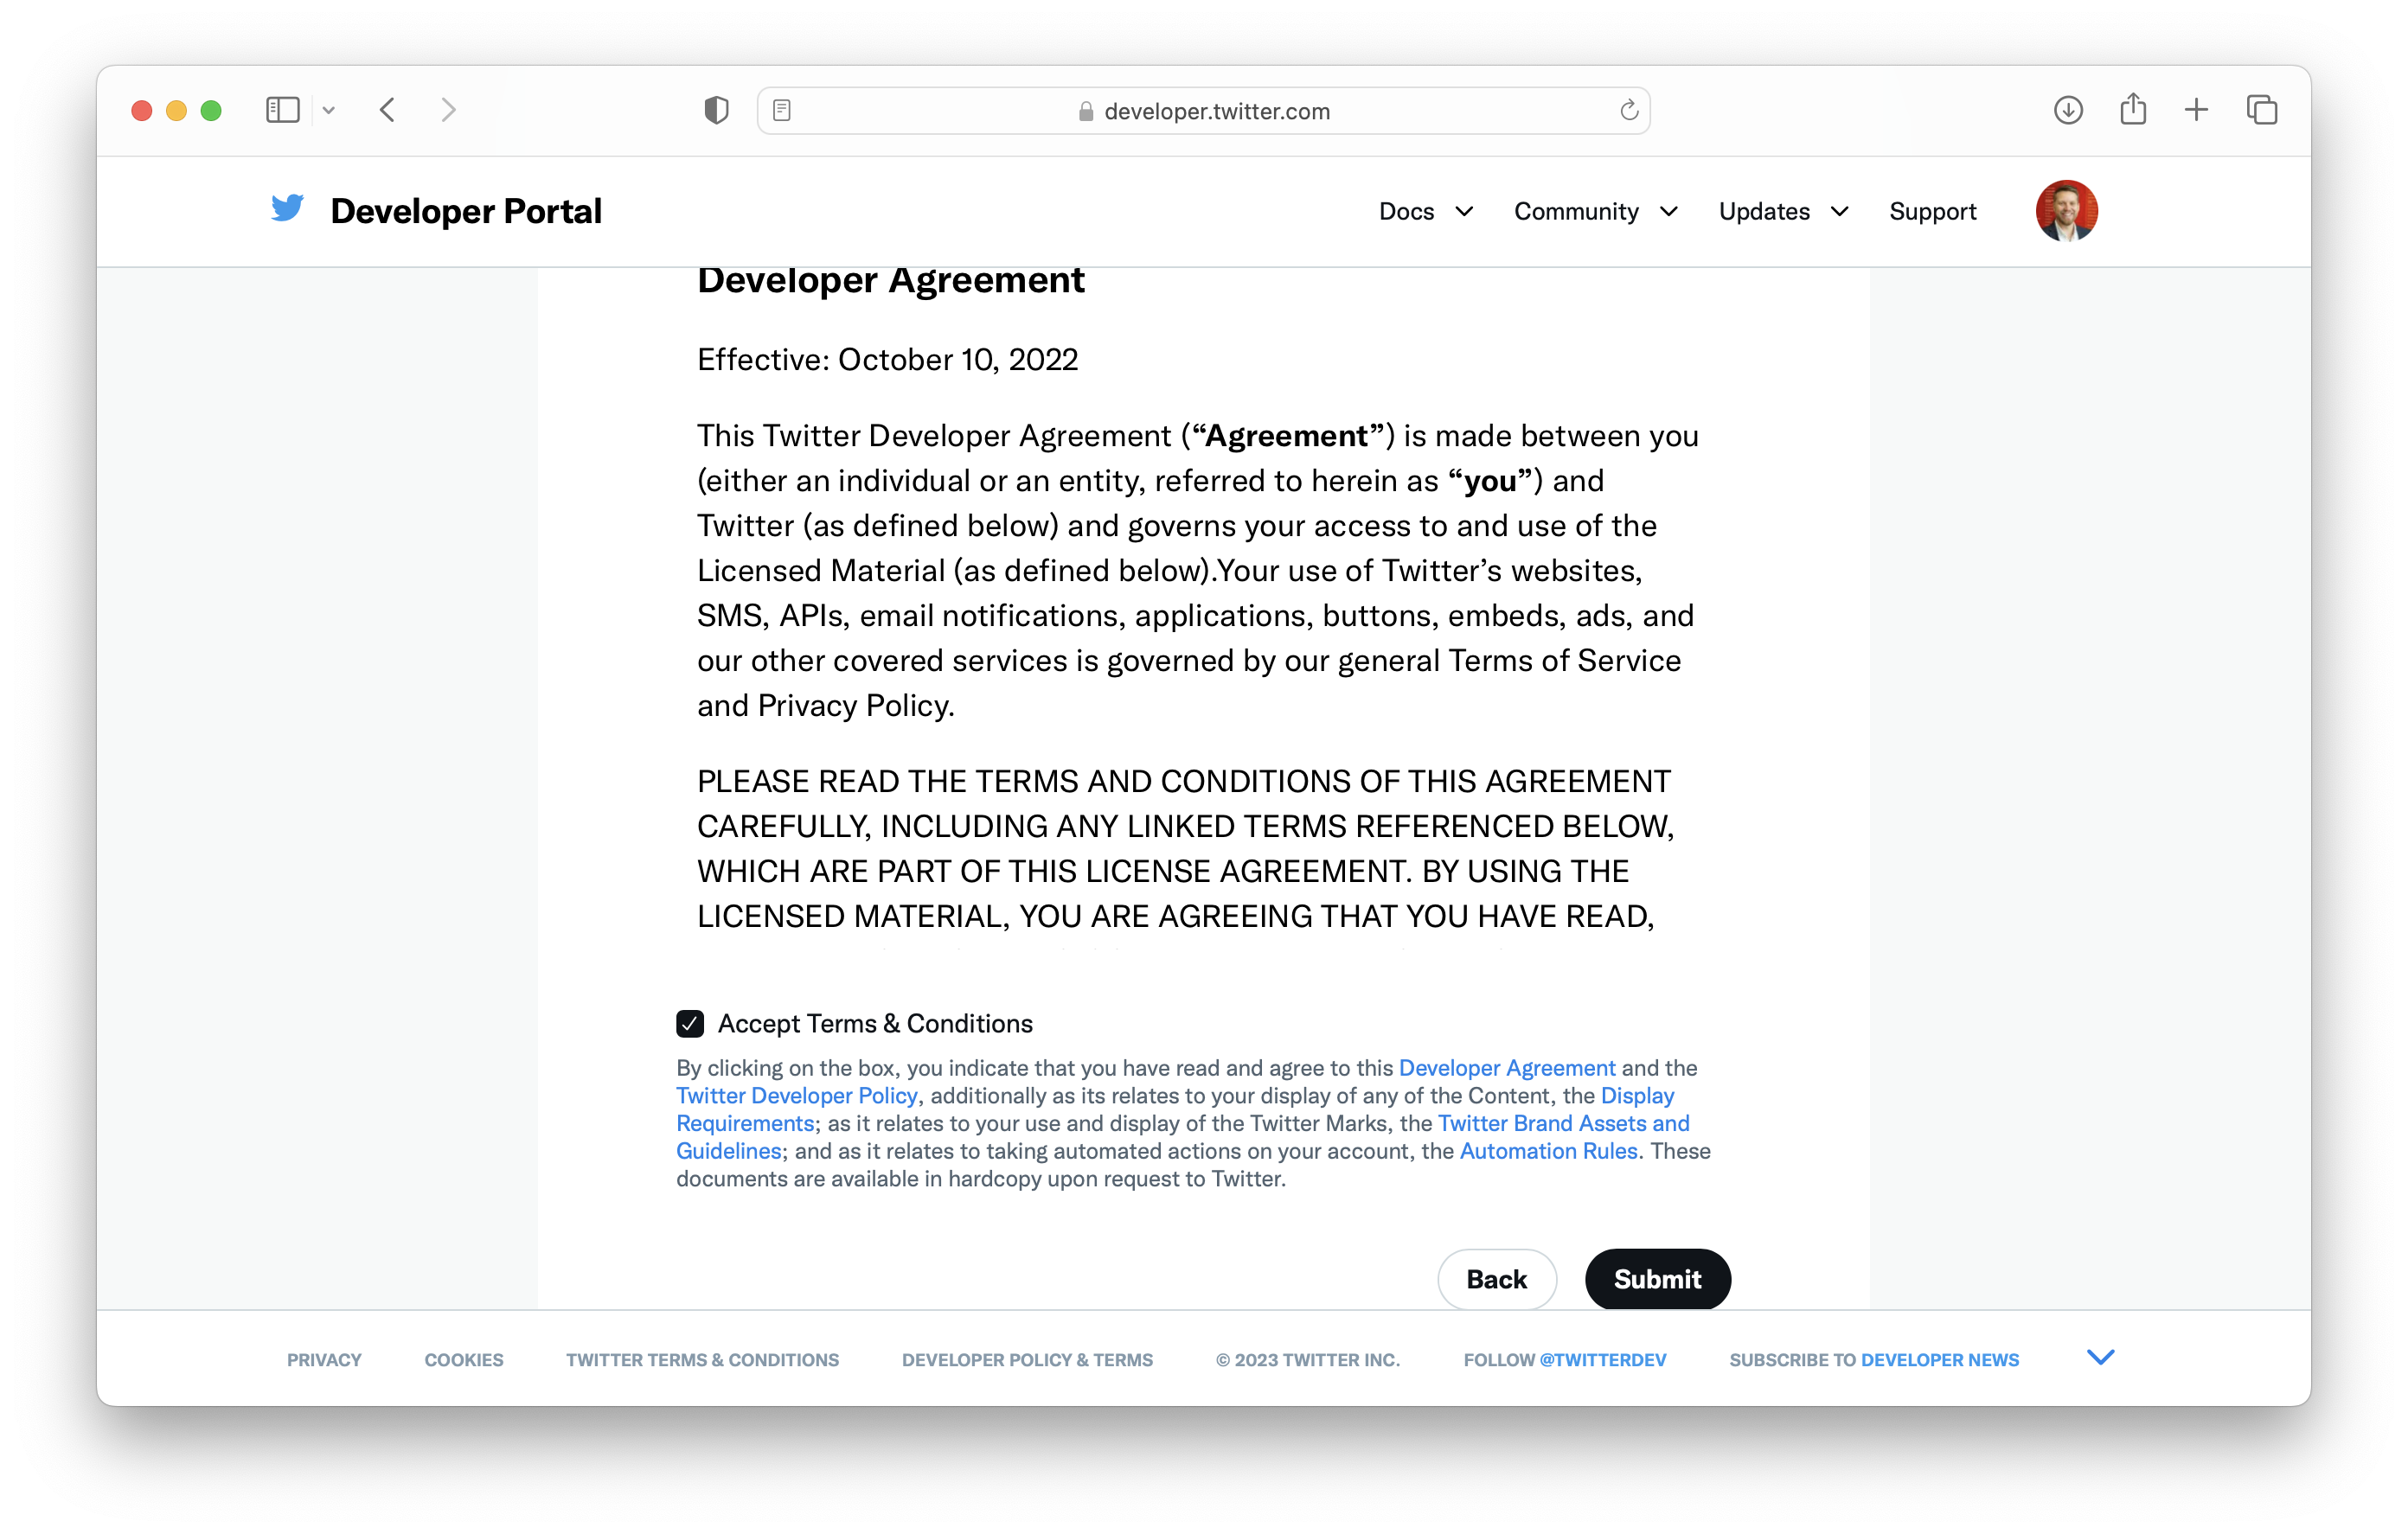 developer.twitter.com
Developer Portal
Docs
Community
Updates
Support
Developer Agreement
Effective: October 10, 2022
This Twitter Developer Agreement (“Agreement”) is made between you
(either an individual or an entity, referred to herein as “you”) and
Twitter (as defined below) and governs your access to and use of the
Licensed Material (as defined below).Your use of Twitter’s websites,
SMS, APIs, email notifications, applications, buttons, embeds, ads, and
our other covered services is governed by our general Terms of Service
and Privacy Policy.
PLEASE READ THE TERMS AND CONDITIONS OF THIS AGREEMENT
CAREFULLY, INCLUDING ANY LINKED TERMS REFERENCED BELOW,
WHICH ARE PART OF THIS LICENSE AGREEMENT. BY USING THE
LICENSED MATERIAL, YOU ARE AGREEING THAT YOU HAVE READ,
Accept Terms & Conditions
By clicking on the box, you indicate that you have read and agree to this Developer Agreement and the
Twitter Developer Policy, additionally as its relates to your display of any of the Content, the Display
Requirements; as it relates to your use and display of the Twitter Marks, the Twitter Brand Assets and
Guidelines; and as it relates to taking automated actions on your account, the Automation Rules. These
documents are available in hardcopy upon request to Twitter.
Back
Submit
PRIVACY
COOKIES
TWITTER TERMS & CONDITIONS
DEVELOPER POLICY & TERMS
© 2023 TWITTER INC.
FOLLOW @TWITTERDEV
SUBSCRIBE TO DEVELOPER NEWS